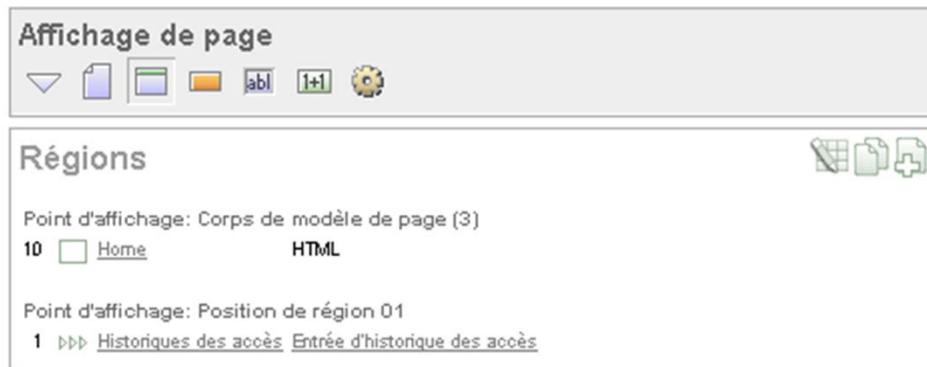 Affichage de page
abl 1+1
Régions
Point d'affichage: Corps de modèle de page (3)
10 Home HTML
Point d'affichage: Position de région 01
1 Historiques des accès Entrée d'historique des accès